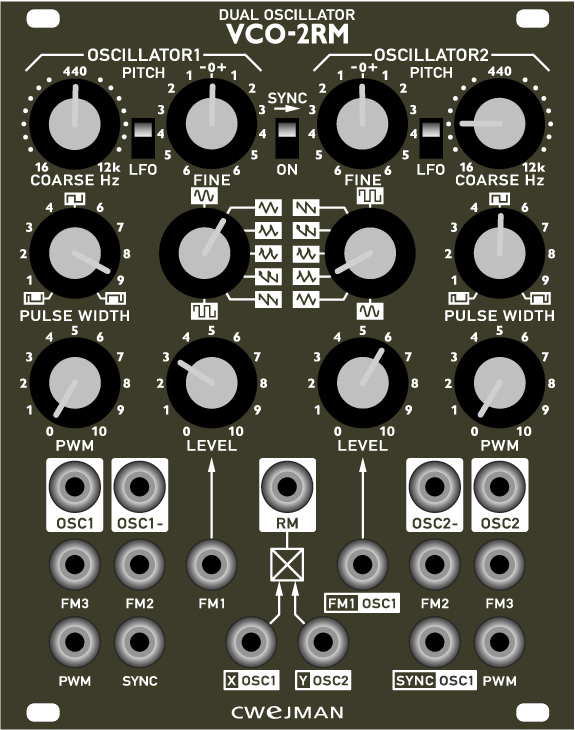 DUAL OSCILLATOR
VCO-2RM
OSCILLATOR1 OSCILLATOR2
PITCH PITCH
440 -0+ -0+ 440
1 1 1 1
2 2 2 2
3 SYNC 3
3 3
4 4 4 4
5 5 5 5
6 6 6 6
16 12k 16 12k
LFO ON LFO
COARSE Hz FINE FINE COARSE Hz
4 6 4 6
3 7 3 7
2 8 2 8
1 9 1 9
PULSE WIDTH PULSE WIDTH
5 5 5 5
4 6 4 6 4 6 4 6
3 7 3 7 3 7 3 7
2 8 2 8 2 8 2 8
1 9 1 9 1 9 1 9
0 10 0 10 0 10 0 10
PWM LEVEL LEVEL PWM
OSC1 OSC1- RM OSC2- OSC2
FM3 FM2 FM1 FM1 OSC1 FM2 FM3
PWM SYNC X OSC1 Y OSC2 SYNC OSC1 PWM
CWEJMAN